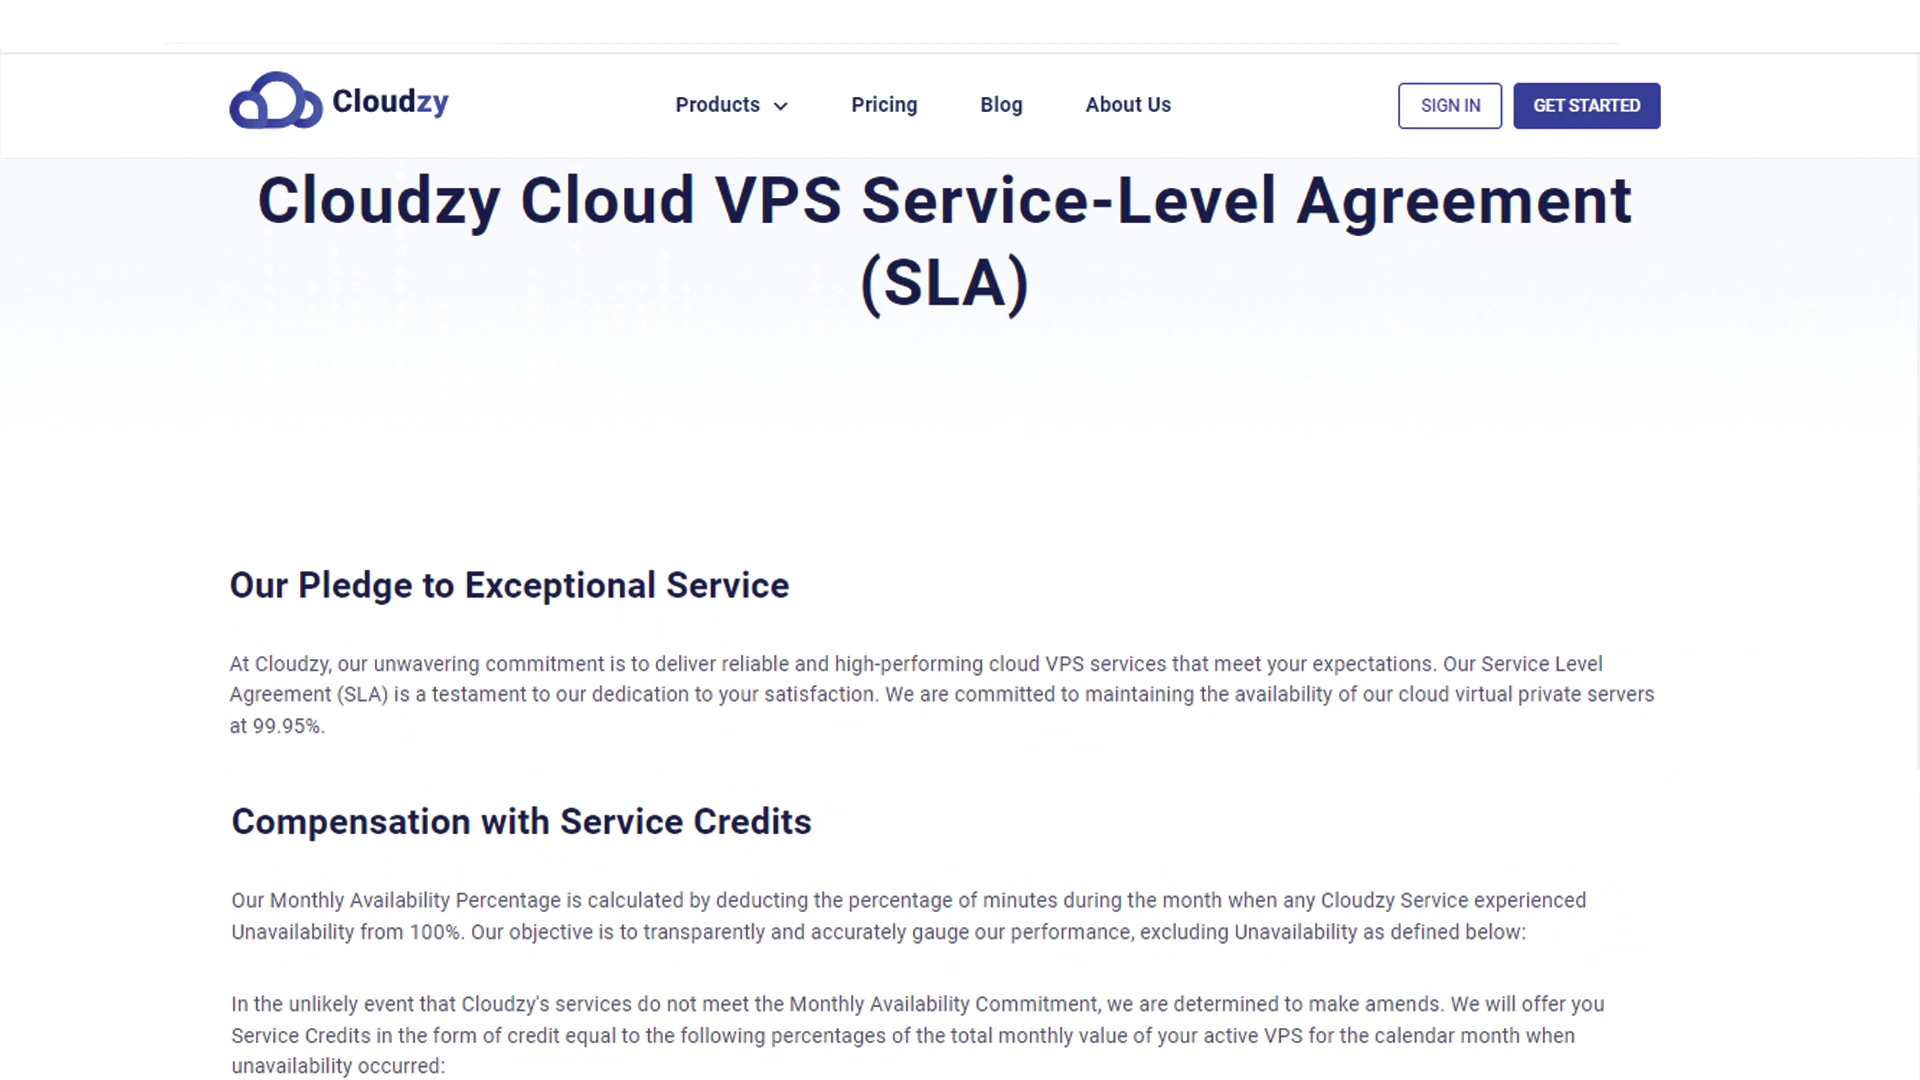 Cloudzy
Products
Pricing
Blog
About Us
SIGN IN
GET STARTED
Cloudzy Cloud VPS Service-Level Agreement
(SLA)
Our Pledge to Exceptional Service
At Cloudzy, our unwavering commitment is to deliver reliable and high-performing cloud VPS services that meet your expectations. Our Service Level
Agreement (SLA) is a testament to our dedication to your satisfaction. We are committed to maintaining the availability of our cloud virtual private servers
at 99.95%.
Compensation with Service Credits
Our Monthly Availability Percentage is calculated by deducting the percentage of minutes during the month when any Cloudzy Service experienced
Unavailability from 100%. Our objective is to transparently and accurately gauge our performance, excluding Unavailability as defined below:
In the unlikely event that Cloudzy's services do not meet the Monthly Availability Commitment, we are determined to make amends. We will offer you
Service Credits in the form of credit equal to the following percentages of the total monthly value of your active VPS for the calendar month when
unavailability occurred: